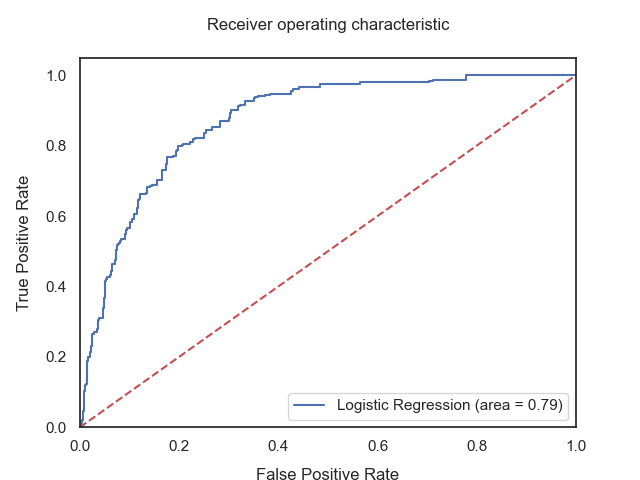 Receiver operating characteristic
True Positive Rate
1.0
0.8
0.6
0.4
0.2
0.0
Logistic Regression (area = 0.79)
0.0 0.2 0.4 0.6 0.8 1.0
False Positive Rate